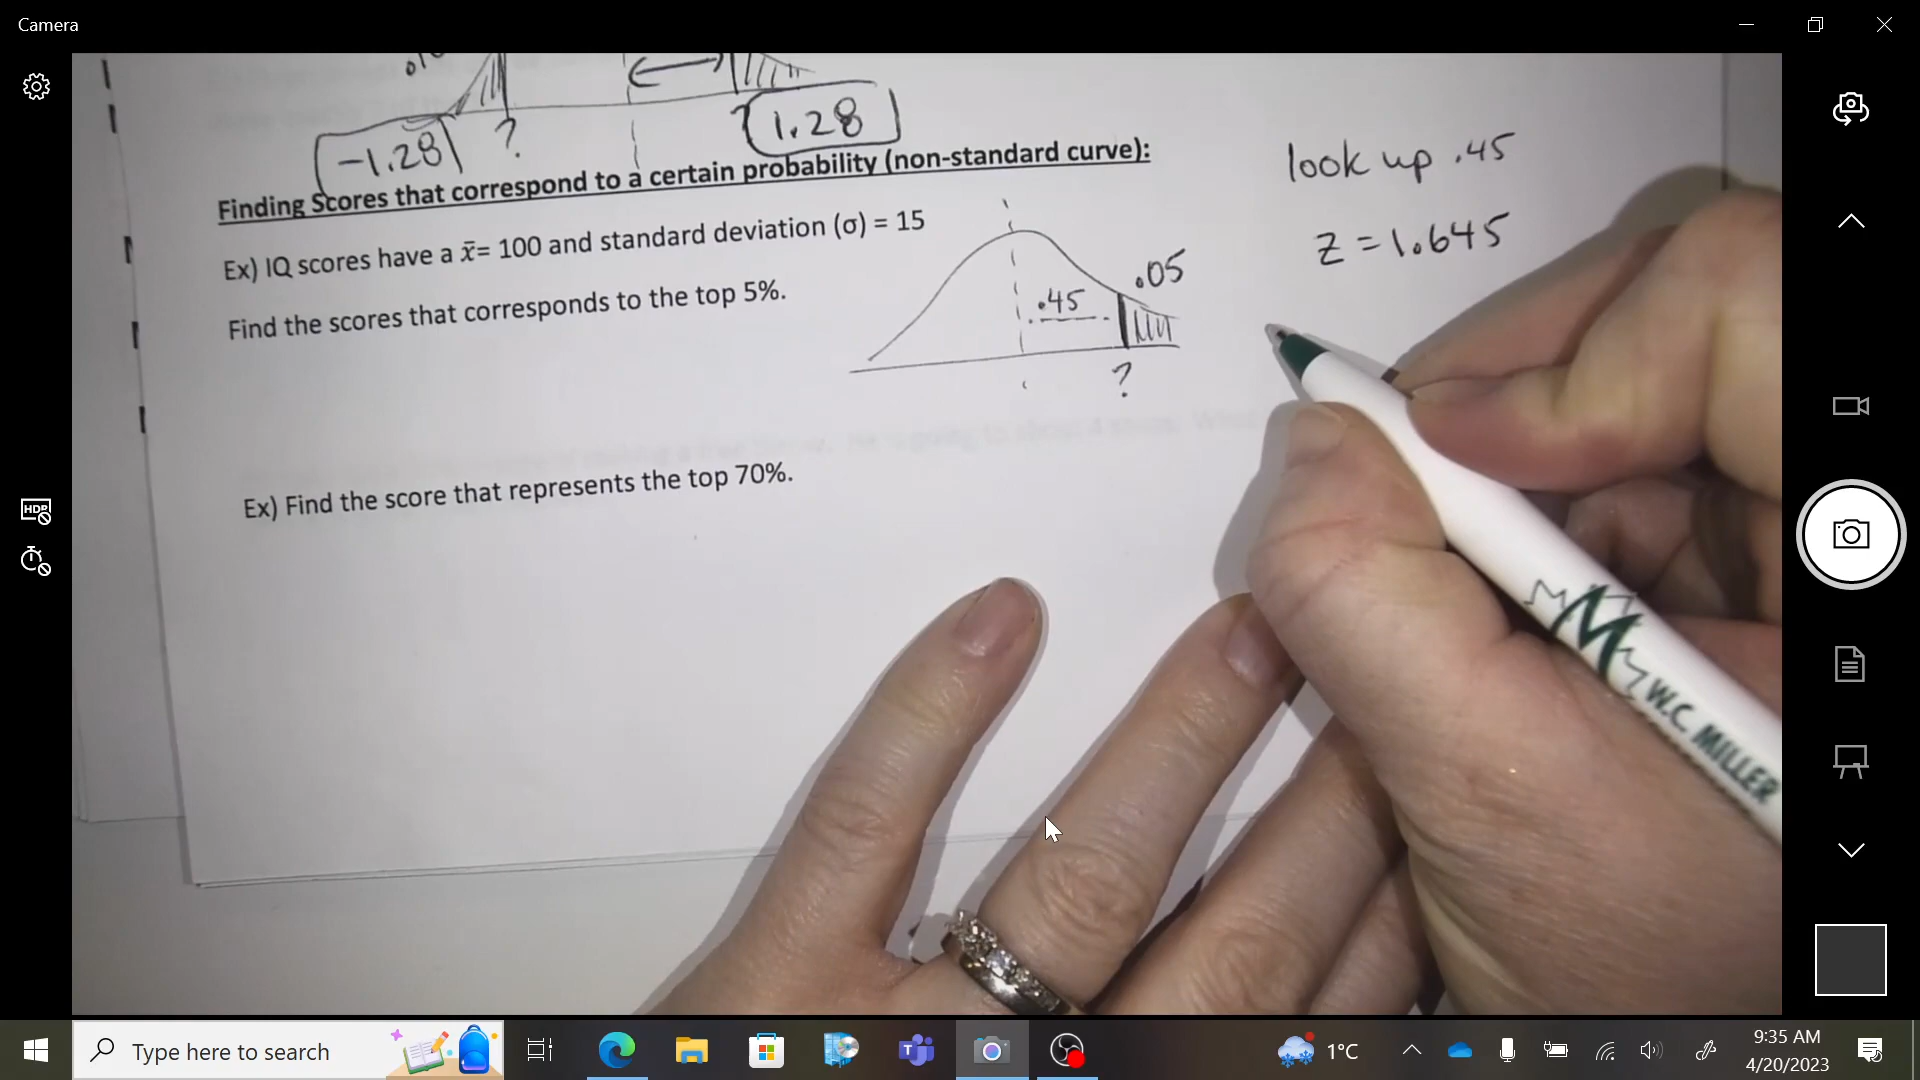 Camera
-1.28
?
1.28
Finding Scores that correspond to a certain probability (non-standard curve):
look up .45
z = 1.645
Ex) IQ scores have a x̄= 100 and standard deviation (σ) = 15
Find the scores that corresponds to the top 5%.
.45
.05
?
Ex) Find the score that represents the top 70%.
M W.C. MILLER
HDR
Type here to search
1°C
9:35 AM
4/20/2023